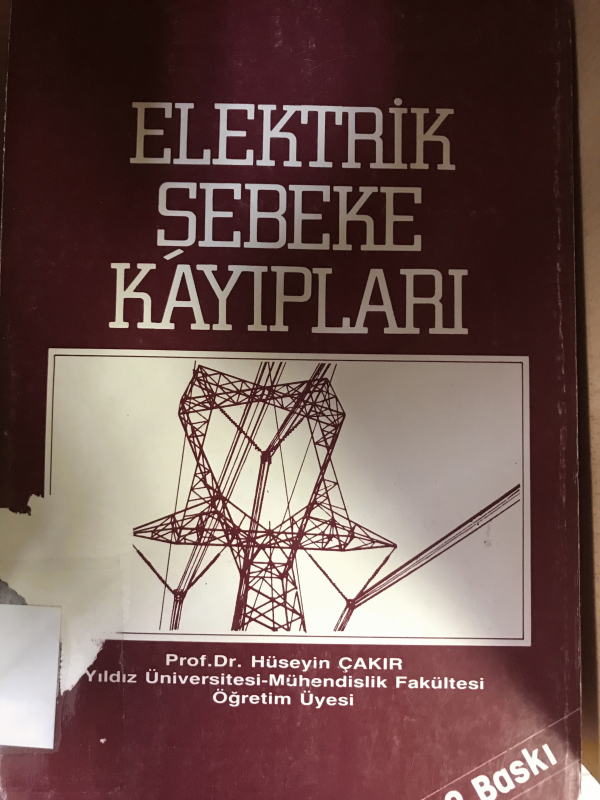 ELEKTRİK
ŞEBEKE
KAYIPLARI
Prof.Dr. Hüseyin ÇAKIR
Yıldız Üniversitesi-Mühendislik Fakültesi
Öğretim Üyesi
Baskı